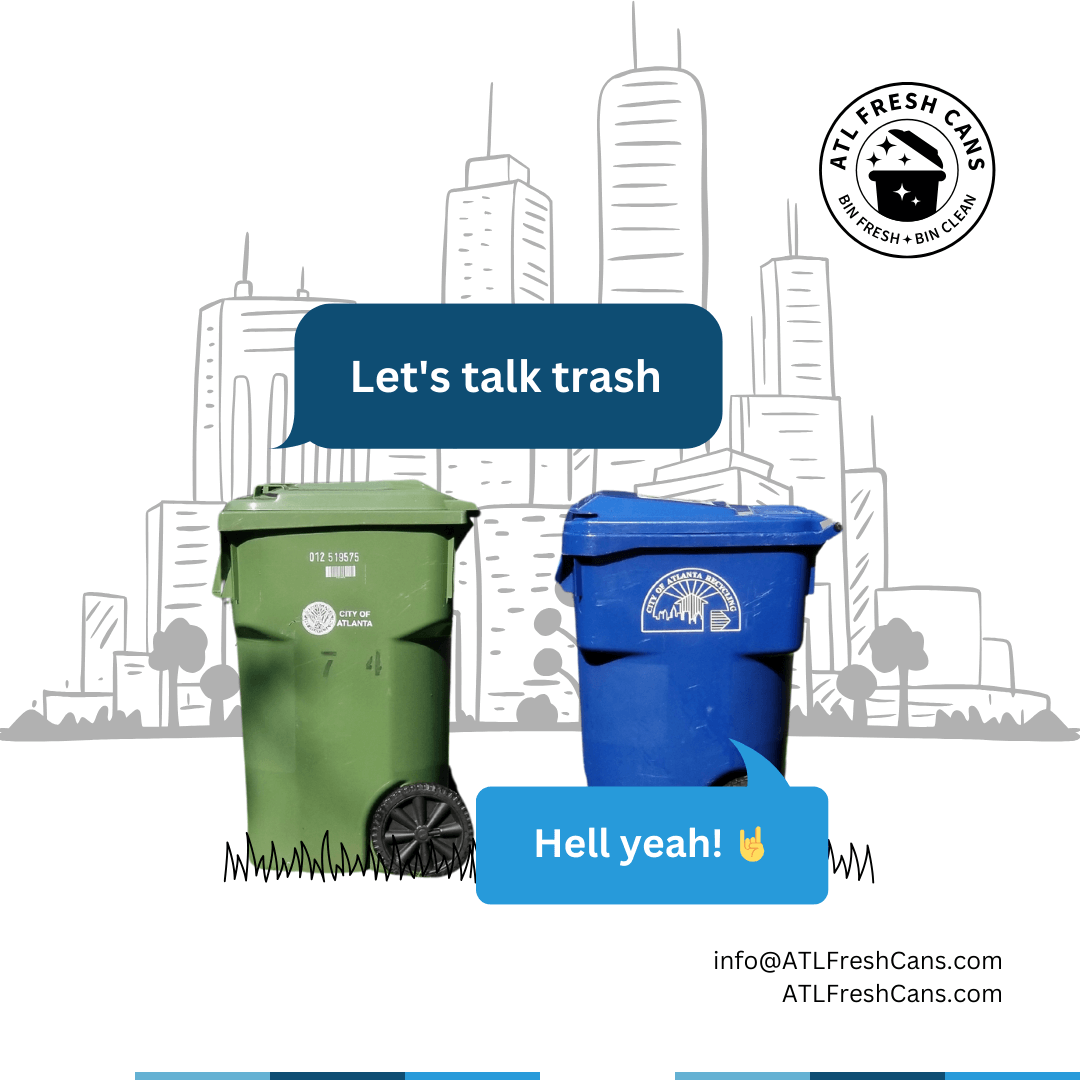 ATL FRESH CANS
BIN FRESH ✦ BIN CLEAN
Let's talk trash
012 519575
CITY OF
ATLANTA
7 4
CITY OF ATLANTA RECYCLING
Hell yeah! 🤘
info@ATLFreshCans.com
ATLFreshCans.com